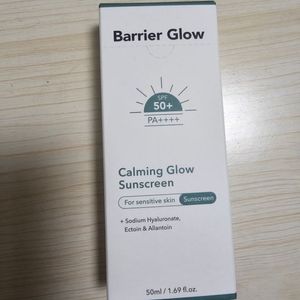 Barrier Glow
SPF
50+
PA++++
Calming Glow
Sunscreen
For sensitive skin Sunscreen
+ Sodium Hyaluronate,
Ectoin & Allantoin
50ml / 1.69 fl.oz.